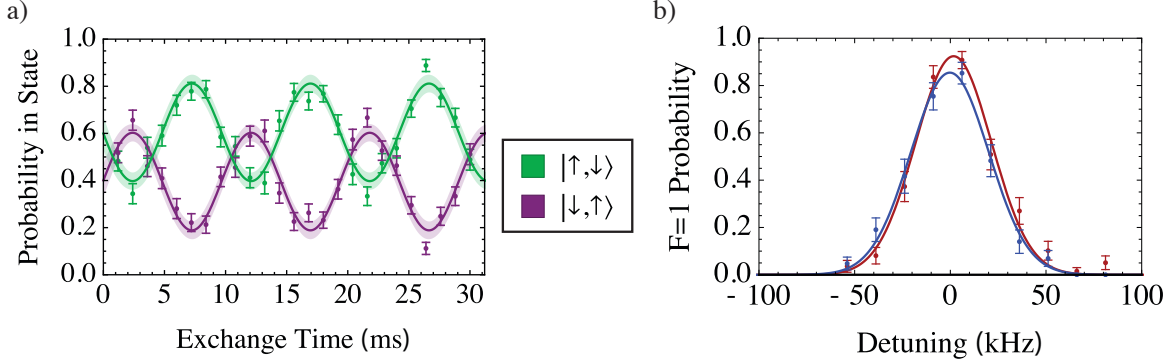 a)
Probability in State
1.0
0.8
0.6
0.4
0.2
0.0
0 5 10 15 20 25 30
Exchange Time (ms)
|↑,↓⟩
|↓,↑⟩
b)
F=1 Probability
1.0
0.8
0.6
0.4
0.2
0.0
- 100 - 50 0 50 100
Detuning (kHz)